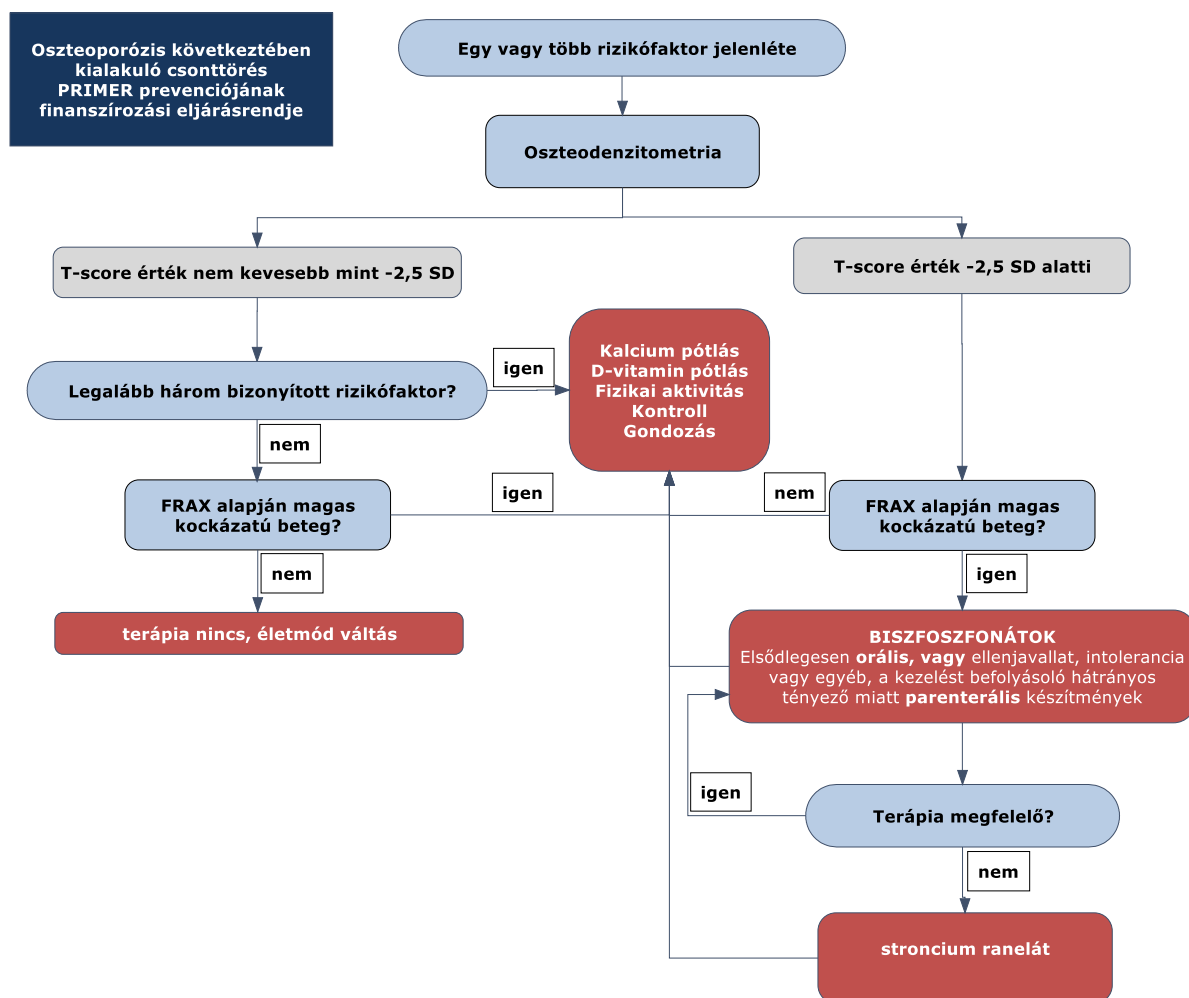 Oszteoporózis következtében
kialakuló csonttörés
PRIMER prevenciójának
finanszírozási eljárásrendje
Egy vagy több rizikófaktor jelenléte
Oszteodenzitometria
T-score érték nem kevesebb mint -2,5 SD
T-score érték -2,5 SD alatti
Legalább három bizonyított rizikófaktor?
igen
Kalcium pótlás
D-vitamin pótlás
Fizikai aktivitás
Kontroll
Gondozás
nem
FRAX alapján magas
kockázatú beteg?
igen
nem
FRAX alapján magas
kockázatú beteg?
nem
igen
terápia nincs, életmód váltás
BISZFOSZFONÁTOK
Elsődlegesen orális, vagy ellenjavallat, intolerancia
vagy egyéb, a kezelést befolyásoló hátrányos
tényező miatt parenterális készítmények
igen
Terápia megfelelő?
nem
stroncium ranelát